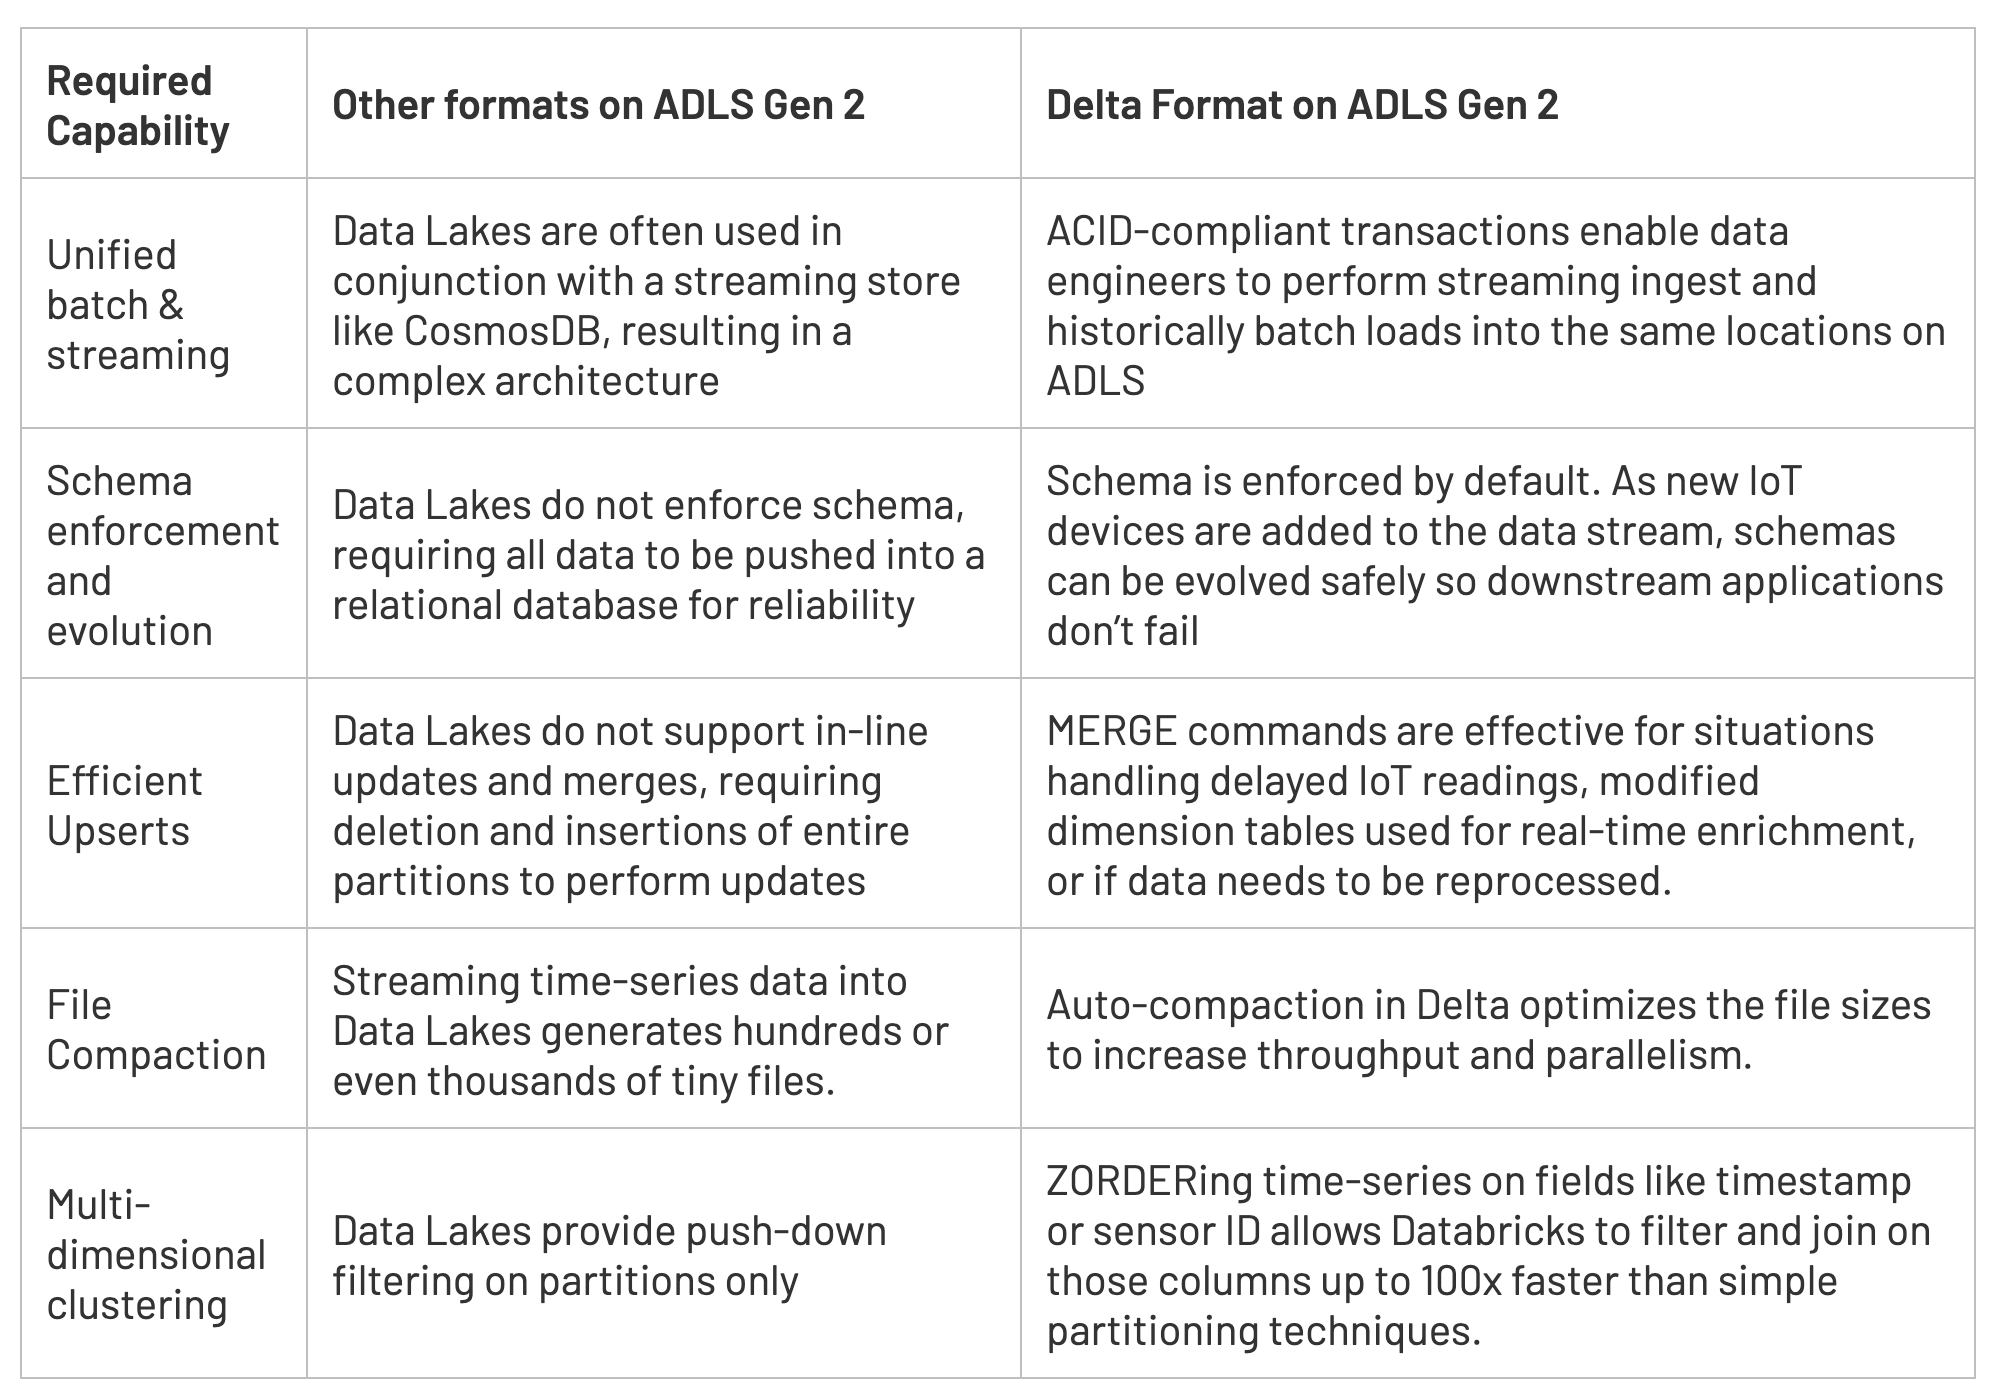 Required
Capability
Other formats on ADLS Gen 2
Delta Format on ADLS Gen 2
Unified
batch &
streaming
Data Lakes are often used in
conjunction with a streaming store
like CosmosDB, resulting in a
complex architecture
ACID-compliant transactions enable data
engineers to perform streaming ingest and
historically batch loads into the same locations on
ADLS
Schema
enforcement
and
evolution
Data Lakes do not enforce schema,
requiring all data to be pushed into a
relational database for reliability
Schema is enforced by default. As new IoT
devices are added to the data stream, schemas
can be evolved safely so downstream applications
don’t fail
Efficient
Upserts
Data Lakes do not support in-line
updates and merges, requiring
deletion and insertions of entire
partitions to perform updates
MERGE commands are effective for situations
handling delayed IoT readings, modified
dimension tables used for real-time enrichment,
or if data needs to be reprocessed.
File
Compaction
Streaming time-series data into
Data Lakes generates hundreds or
even thousands of tiny files.
Auto-compaction in Delta optimizes the file sizes
to increase throughput and parallelism.
Multi-
dimensional
clustering
Data Lakes provide push-down
filtering on partitions only
ZORDERing time-series on fields like timestamp
or sensor ID allows Databricks to filter and join on
those columns up to 100x faster than simple
partitioning techniques.